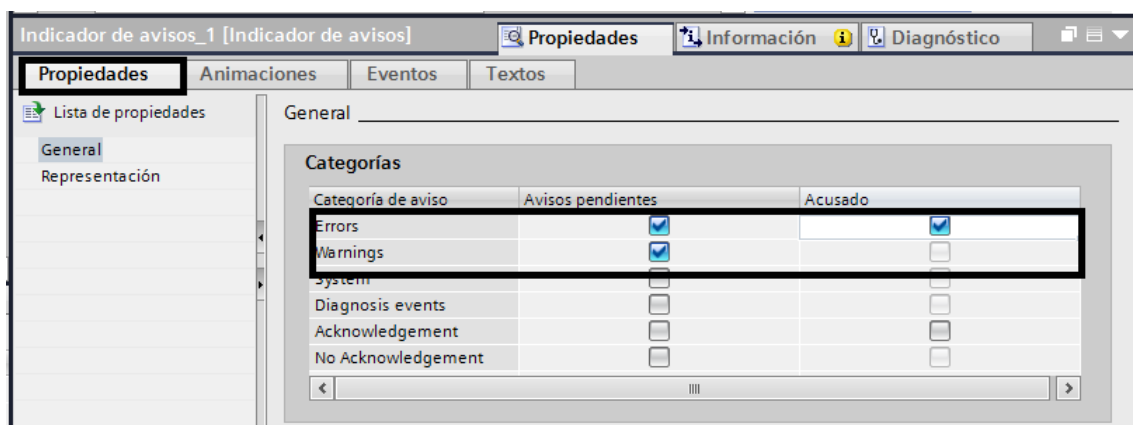 Indicador de avisos_1 [Indicador de avisos] Propiedades Información Diagnóstico
Propiedades Animaciones Eventos Textos
Lista de propiedades
General
Representación
General
Categorías
Categoría de aviso Avisos pendientes Acusado
Errors
Warnings
System
Diagnosis events
Acknowledgement
No Acknowledgement